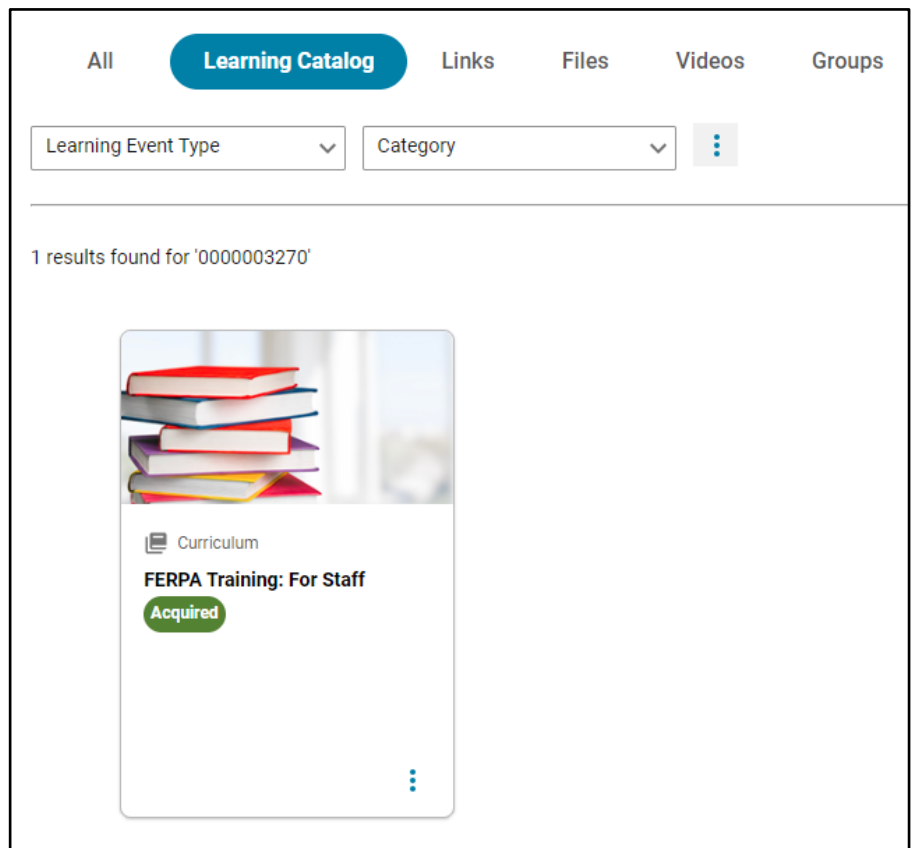 All Learning Catalog Links Files Videos Groups
Learning Event Type Category
1 results found for '0000003270'
Curriculum
FERPA Training: For Staff
Acquired